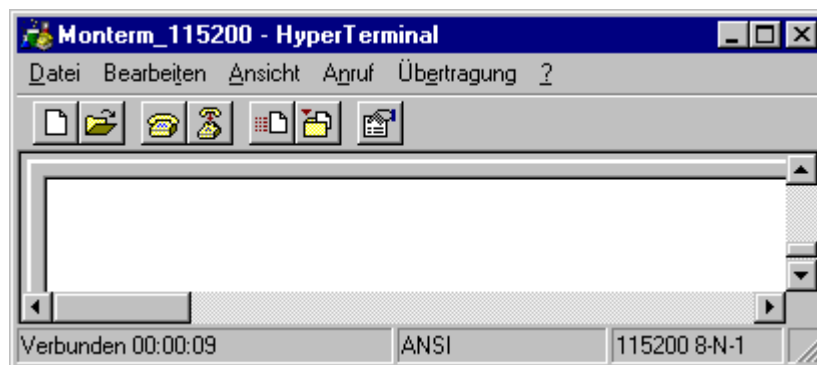 Monterm_115200 - HyperTerminal
Datei Bearbeiten Ansicht Anruf Übertragung ?
Verbunden 00:00:09 ANSI 115200 8-N-1